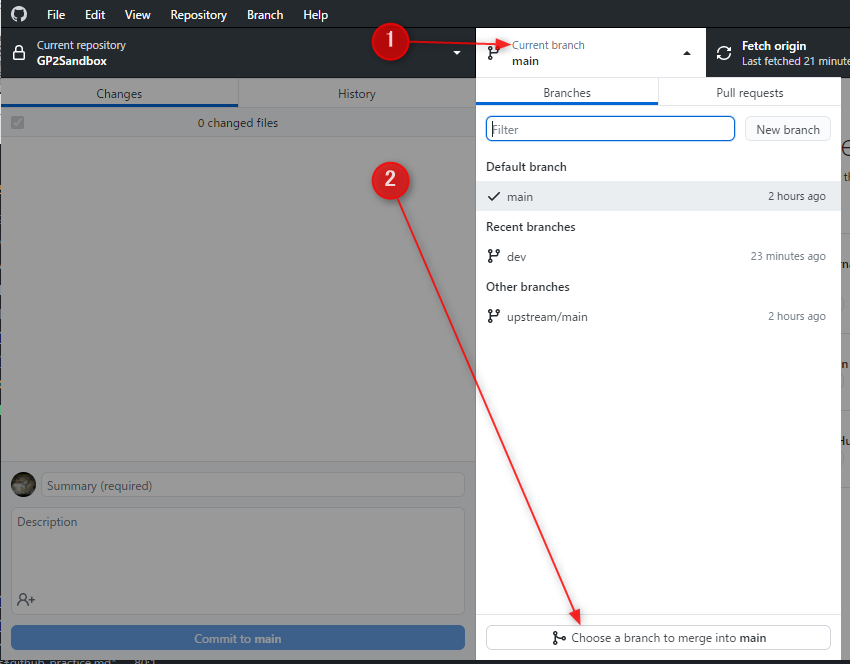 File Edit View Repository Branch Help
Current repository
GP2Sandbox
1
Current branch
main
Fetch origin
Last fetched 21 minute
Changes History
Branches Pull requests
0 changed files
Filter
New branch
Default branch
main 2 hours ago
2
Recent branches
dev 23 minutes ago
Other branches
upstream/main 2 hours ago
Summary (required)
Description
Commit to main
Choose a branch to merge into main